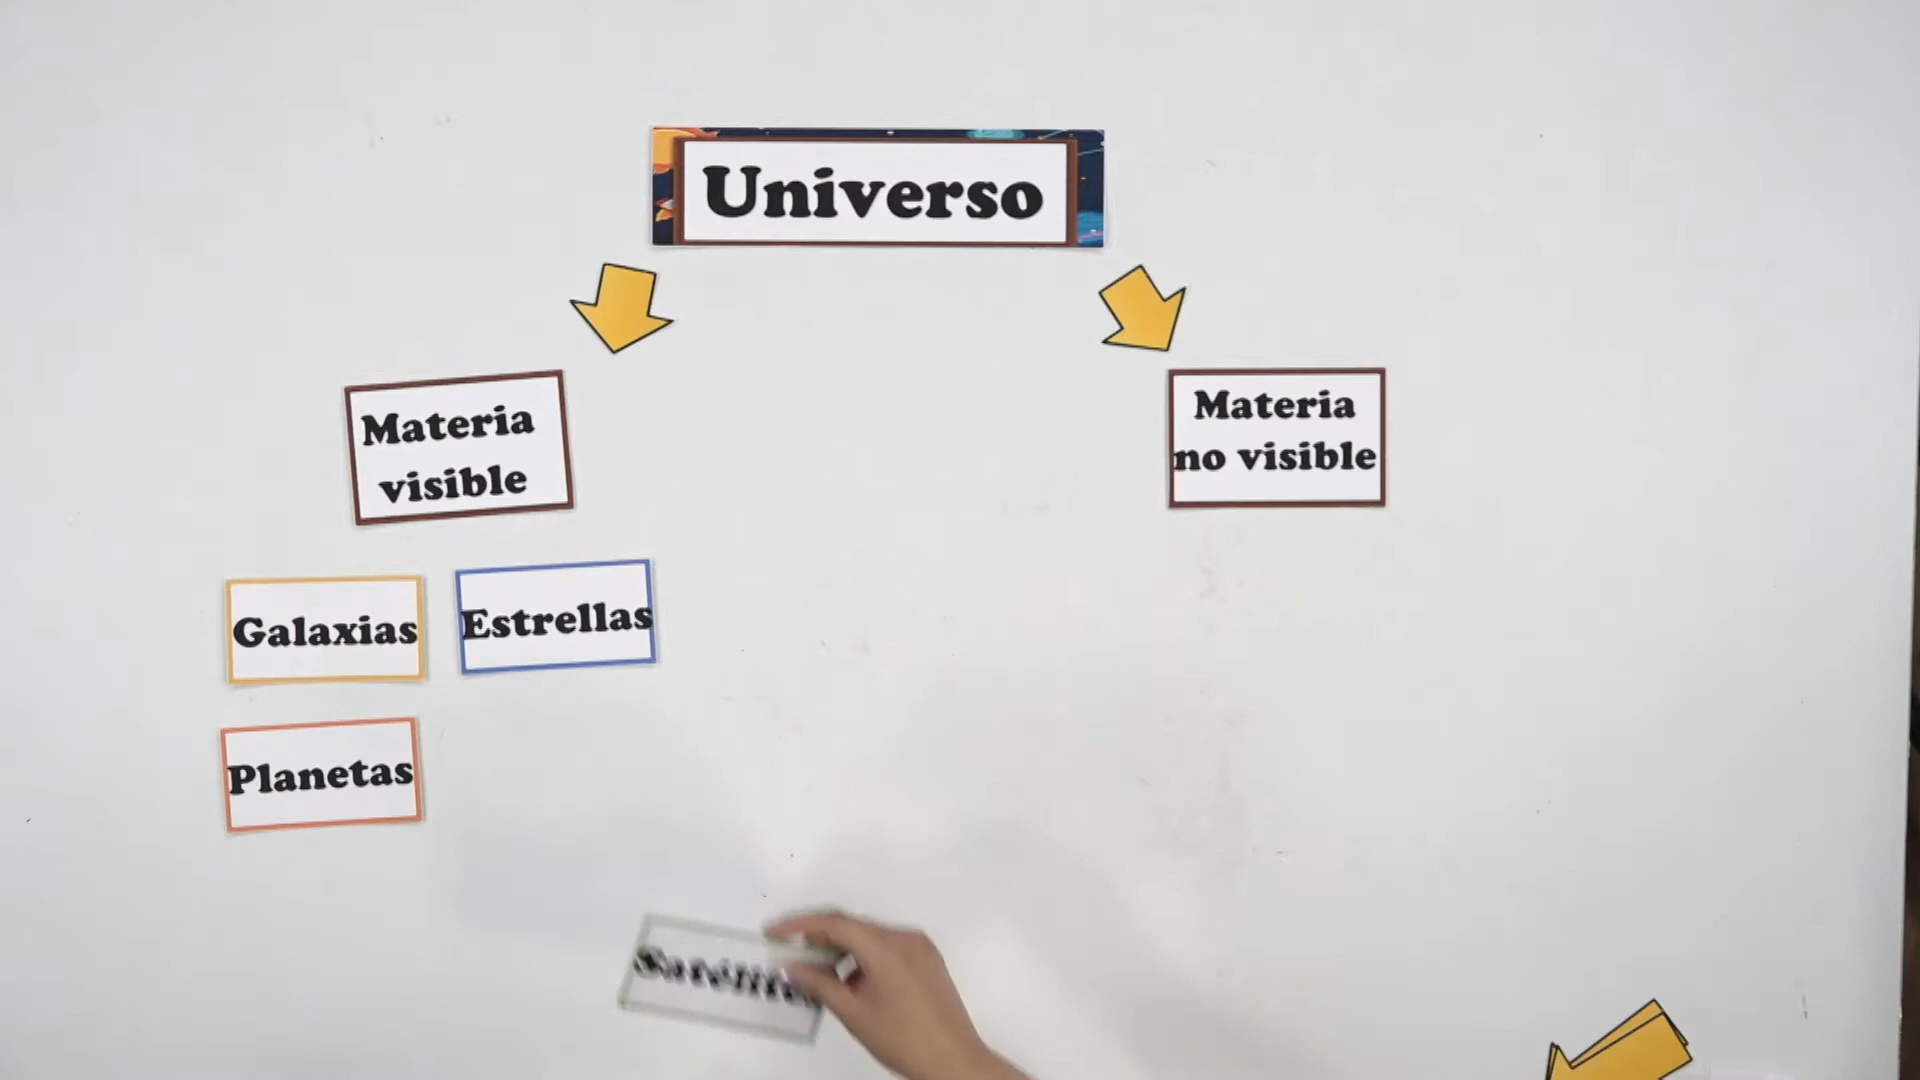 Universo
Materia
visible
Materia
no visible
Galaxias
Estrellas
Planetas